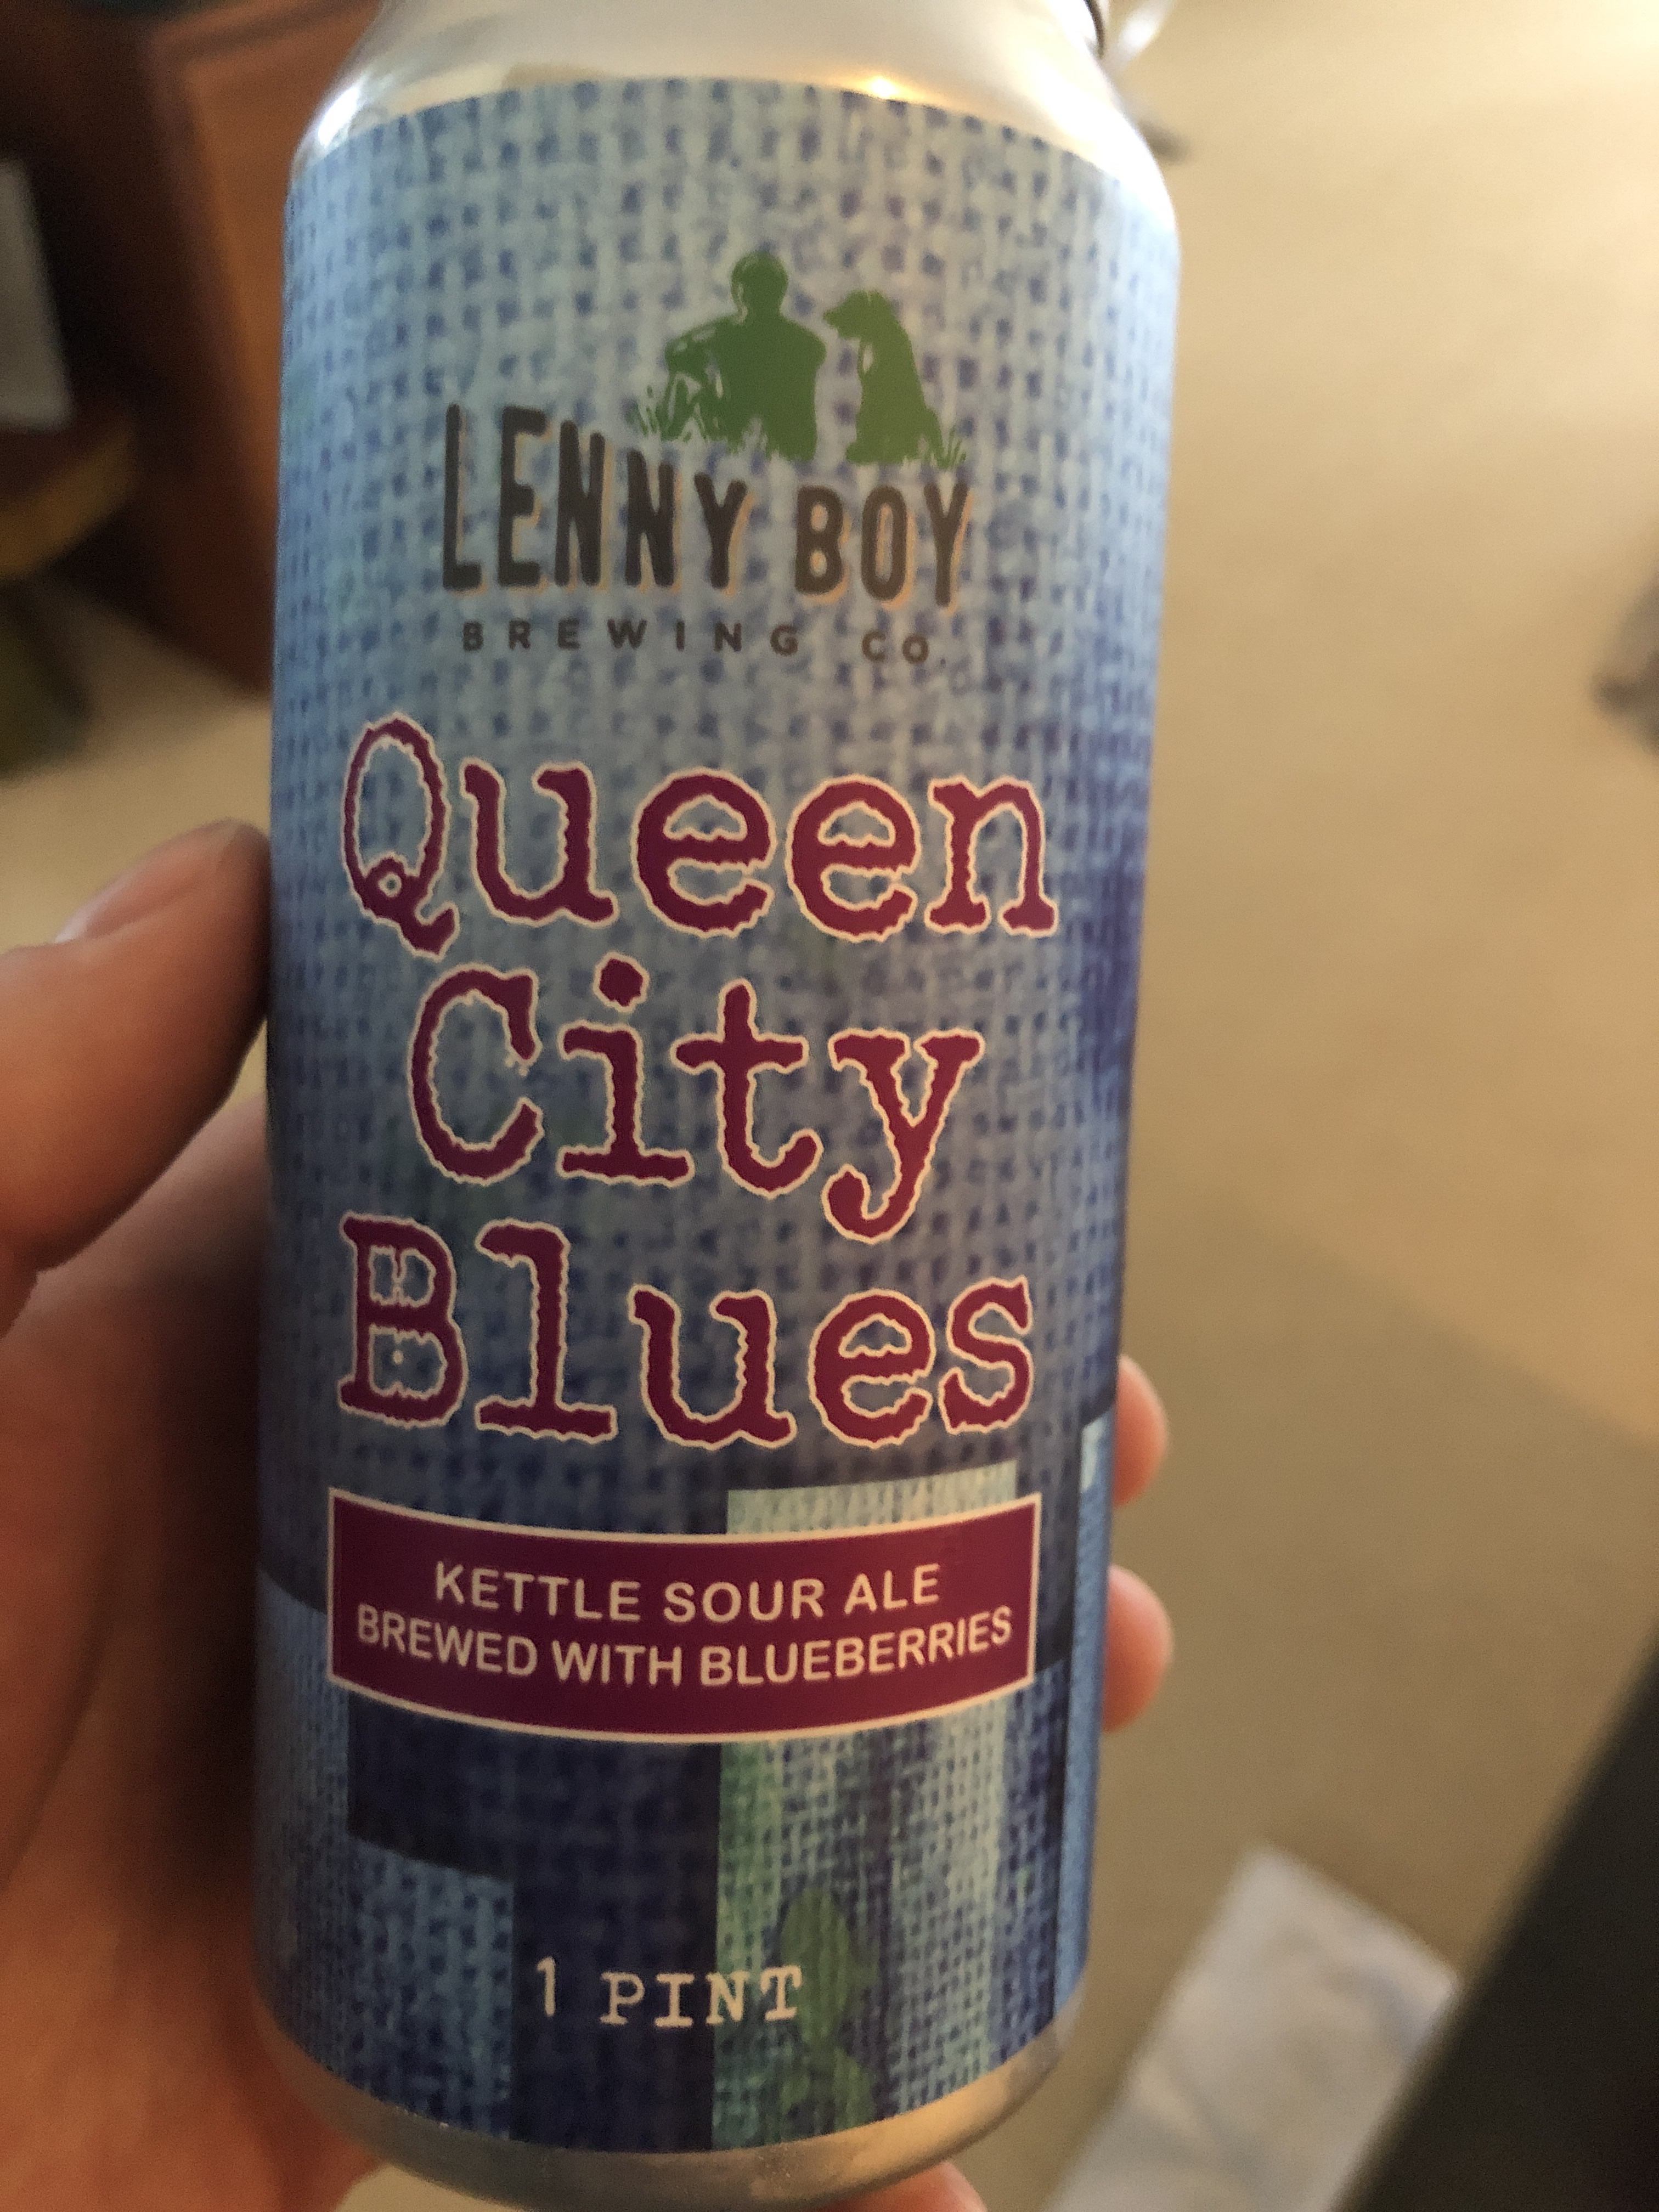 LENNY BOY
BREWING CO.
Queen
City
Blues
KETTLE SOUR ALE
BREWED WITH BLUEBERRIES
1 PINT